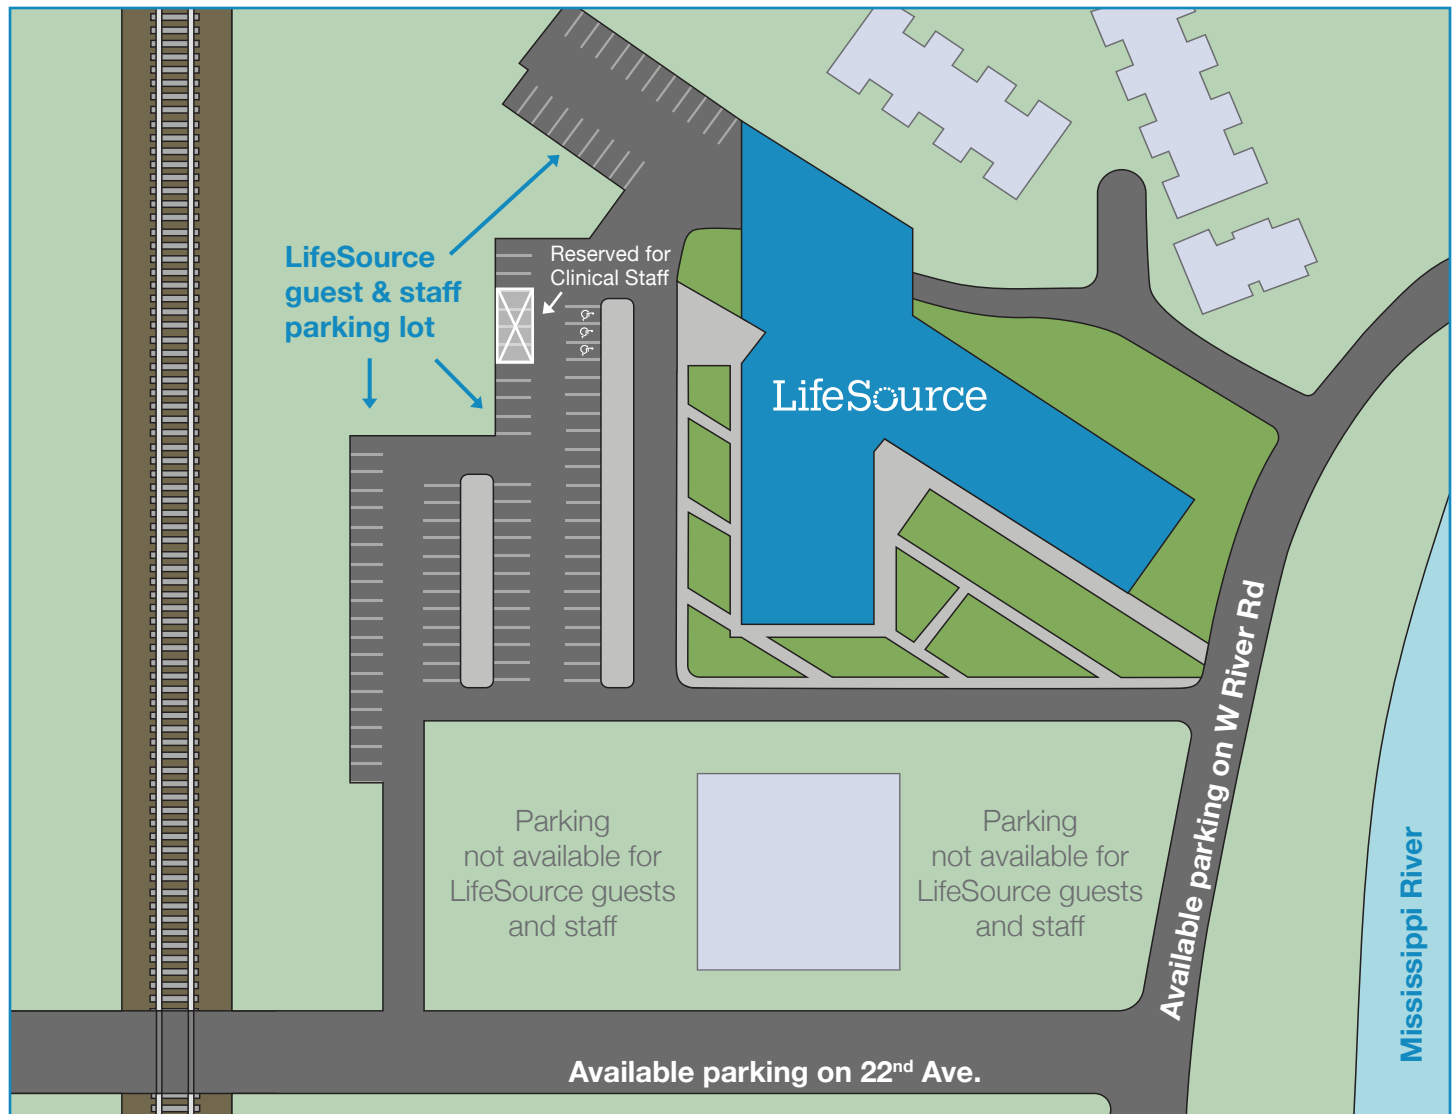 LifeSource
guest & staff
parking lot
Reserved for
Clinical Staff
LifeSource
Parking
not available for
LifeSource guests
and staff
Parking
not available for
LifeSource guests
and staff
Available parking on W River Rd
Mississippi River
Available parking on 22nd Ave.